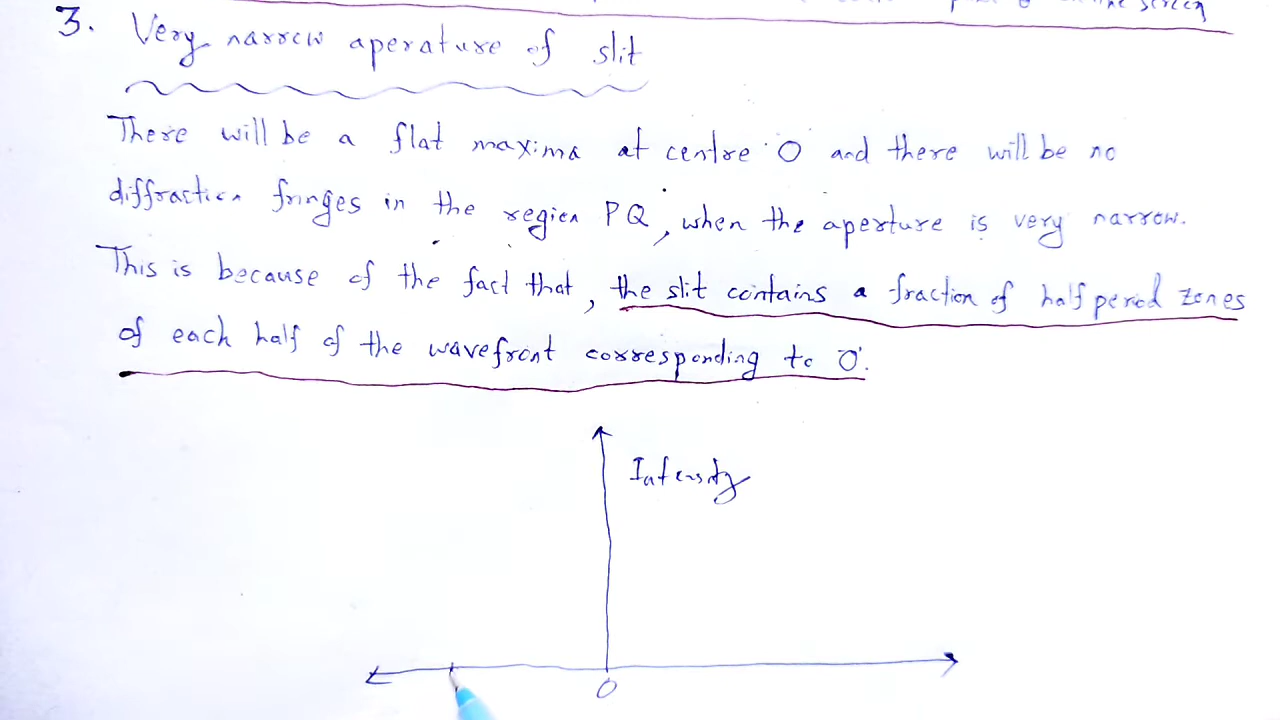 screen
3. Very narrow aperature of slit
There will be a flat maxima at centre O and there will be no
diffraction fringes in the region PQ, when the aperture is very narrow.
This is because of the fact that, the slit contains a fraction of half period zones
of each half of the wavefront corresponding to O.
Intensity
O